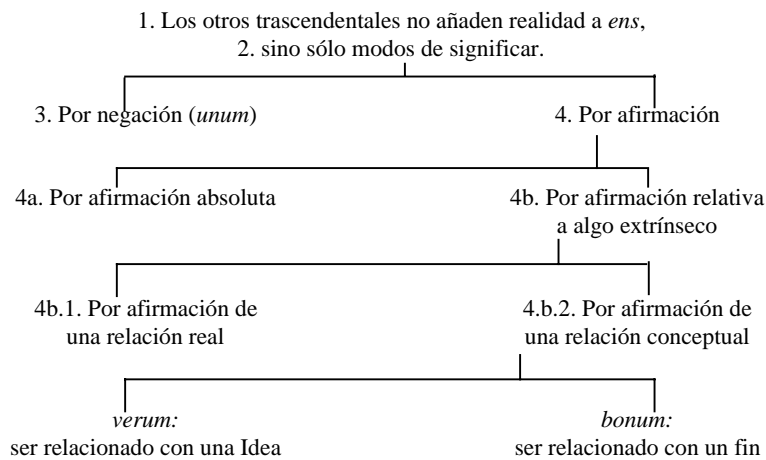 1. Los otros trascendentales no añaden realidad a ens,
2. sino sólo modos de significar.
3. Por negación (unum)
4. Por afirmación
4a. Por afirmación absoluta
4b. Por afirmación relativa
a algo extrínseco
4b.1. Por afirmación de
una relación real
4.b.2. Por afirmación de
una relación conceptual
verum:
ser relacionado con una Idea
bonum:
ser relacionado con un fin